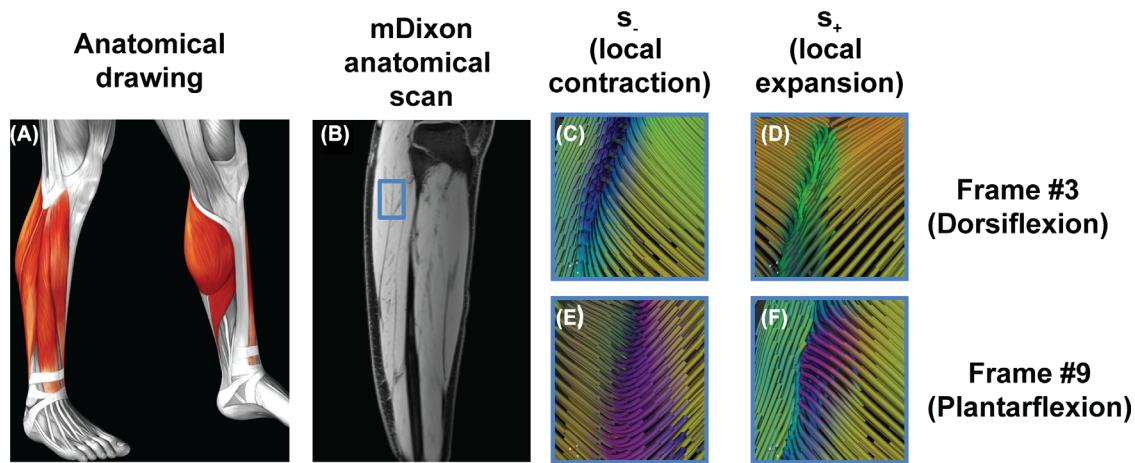 Anatomical
drawing
mDixon
anatomical
scan
s-
(local
contraction)
s+
(local
expansion)
(A)
(B)
(C)
(D)
Frame #3
(Dorsiflexion)
(E)
(F)
Frame #9
(Plantarflexion)